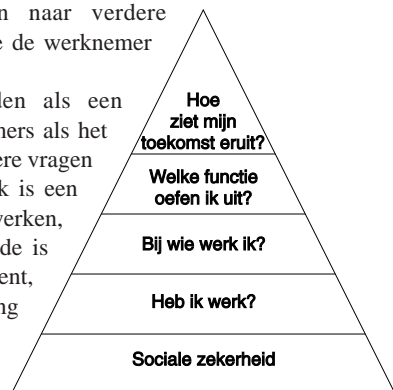 n naar verdere
e de werknemer
den als een
ners als het
ere vragen
k is een
verken,
de is
ent,
ng
Hoe
ziet mijn
toekomst eruit?
Welke functie
oefen ik uit?
Bij wie werk ik?
Heb ik werk?
Sociale zekerheid